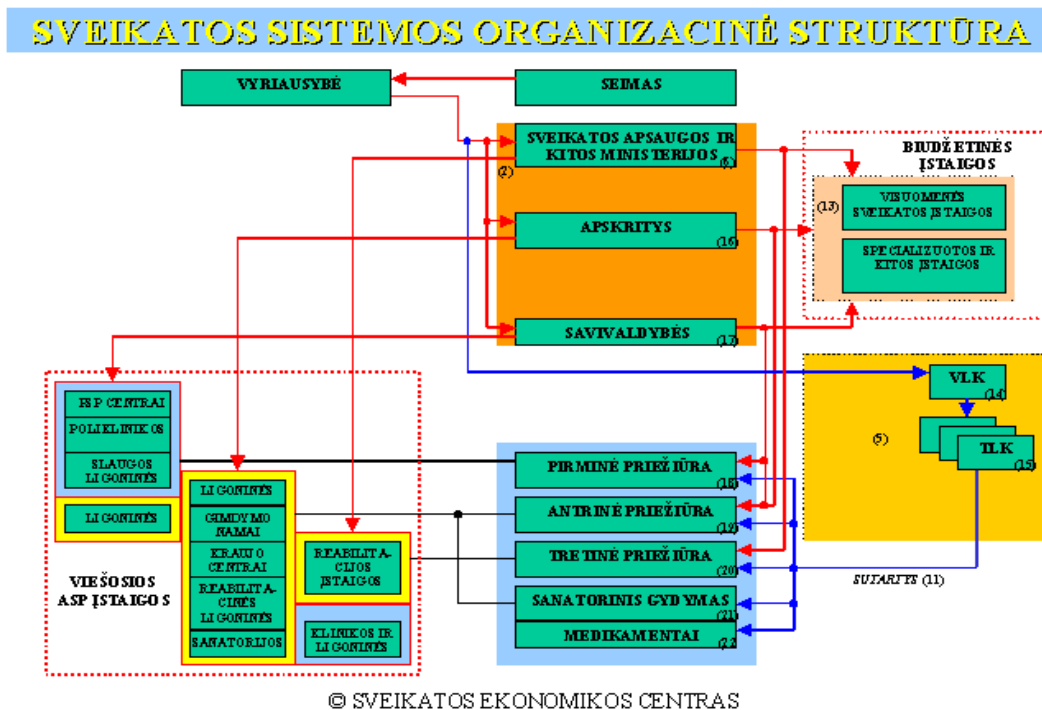 SVEIKATOS SISTEMOS ORGANIZACINĖ STRUKTŪRA
VYRIAUSYBĖ
SEIMAS
SVEIKATOS APSAUGOS IR
KITOS MINISTERIJOS
(2)
(6)
APSKRITYS
(16)
SAVIVALDYBĖS
(17)
BIUDŽETINĖS
ĮSTAIGOS
(13)
VISUOMENĖS
SVEIKATOS ĮSTAIGOS
SPECIALIZUOTOS IR
KITOS ĮSTAIGOS
VLK
(14)
(5)
TLK
(15)
SUTARTYS (11)
PSP CENTRAI
POLIKLINIKOS
SLAUGOS
LIGONINĖS
LIGONINĖS
VIEŠOSIOS
ASP ĮSTAIGOS
LIGONINĖS
GIMDYMO
NAMAI
KRAUJO
CENTRAI
REABILITA-
CINĖS
LIGONINĖS
SANATORIJOS
REABILITA-
CIJOS
ĮSTAIGOS
KLINIKOS IR
LIGONINĖS
PIRMINĖ PRIEŽIŪRA
(18)
ANTRINĖ PRIEŽIŪRA
(19)
TRETINĖ PRIEŽIŪRA
(20)
SANATORINIS GYDYMAS
(21)
MEDIKAMENTAI
(22
© SVEIKATOS EKONOMIKOS CENTRAS